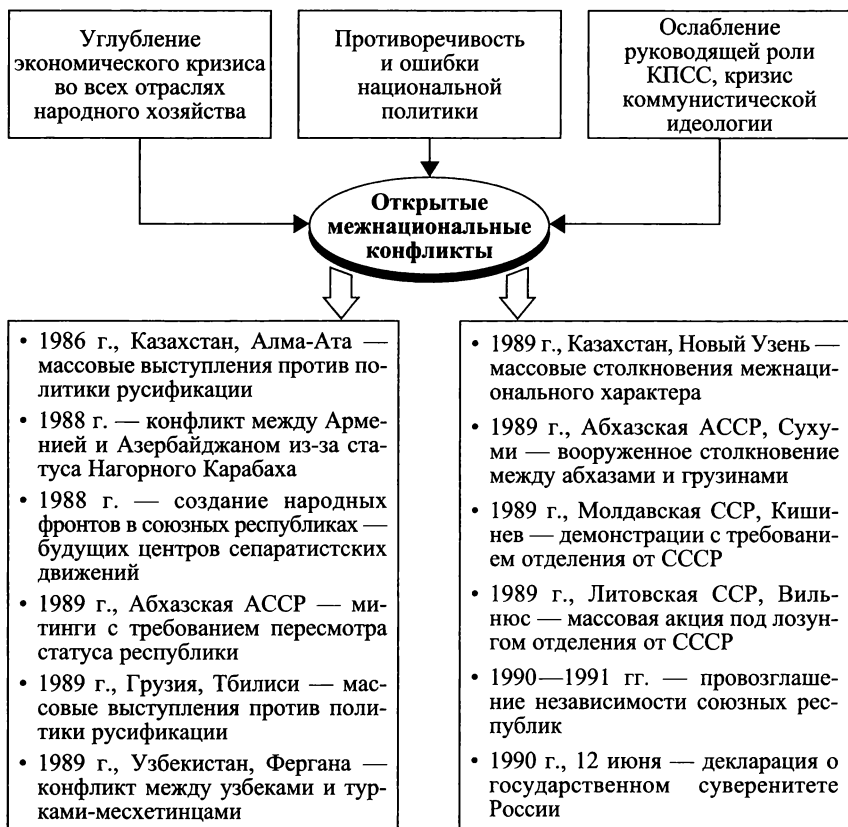 Углубление
экономического кризиса
во всех отраслях
народного хозяйства
Противоречивость
и ошибки
национальной
политики
Ослабление
руководящей роли
КПСС, кризис
коммунистической
идеологии
Открытые
межнациональные
конфликты
• 1986 г., Казахстан, Алма-Ата —
массовые выступления против по-
литики русификации
• 1988 г. — конфликт между Арме-
нией и Азербайджаном из-за ста-
туса Нагорного Карабаха
• 1988 г. — создание народных
фронтов в союзных республиках —
будущих центров сепаратистских
движений
• 1989 г., Абхазская АССР — ми-
тинги с требованием пересмотра
статуса республики
• 1989 г., Грузия, Тбилиси — мас-
совые выступления против поли-
тики русификации
• 1989 г., Узбекистан, Фергана —
конфликт между узбеками и тур-
ками-месхетинцами
• 1989 г., Казахстан, Новый Узень —
массовые столкновения межнаци-
онального характера
• 1989 г., Абхазская АССР, Суху-
ми — вооруженное столкновение
между абхазами и грузинами
• 1989 г., Молдавская ССР, Киши-
нев — демонстрации с требовани-
ем отделения от СССР
• 1989 г., Литовская ССР, Виль-
нюс — массовая акция под лозун-
гом отделения от СССР
• 1990—1991 гг. — провозглаше-
ние независимости союзных рес-
публик
• 1990 г., 12 июня — декларация о
государственном суверенитете
России